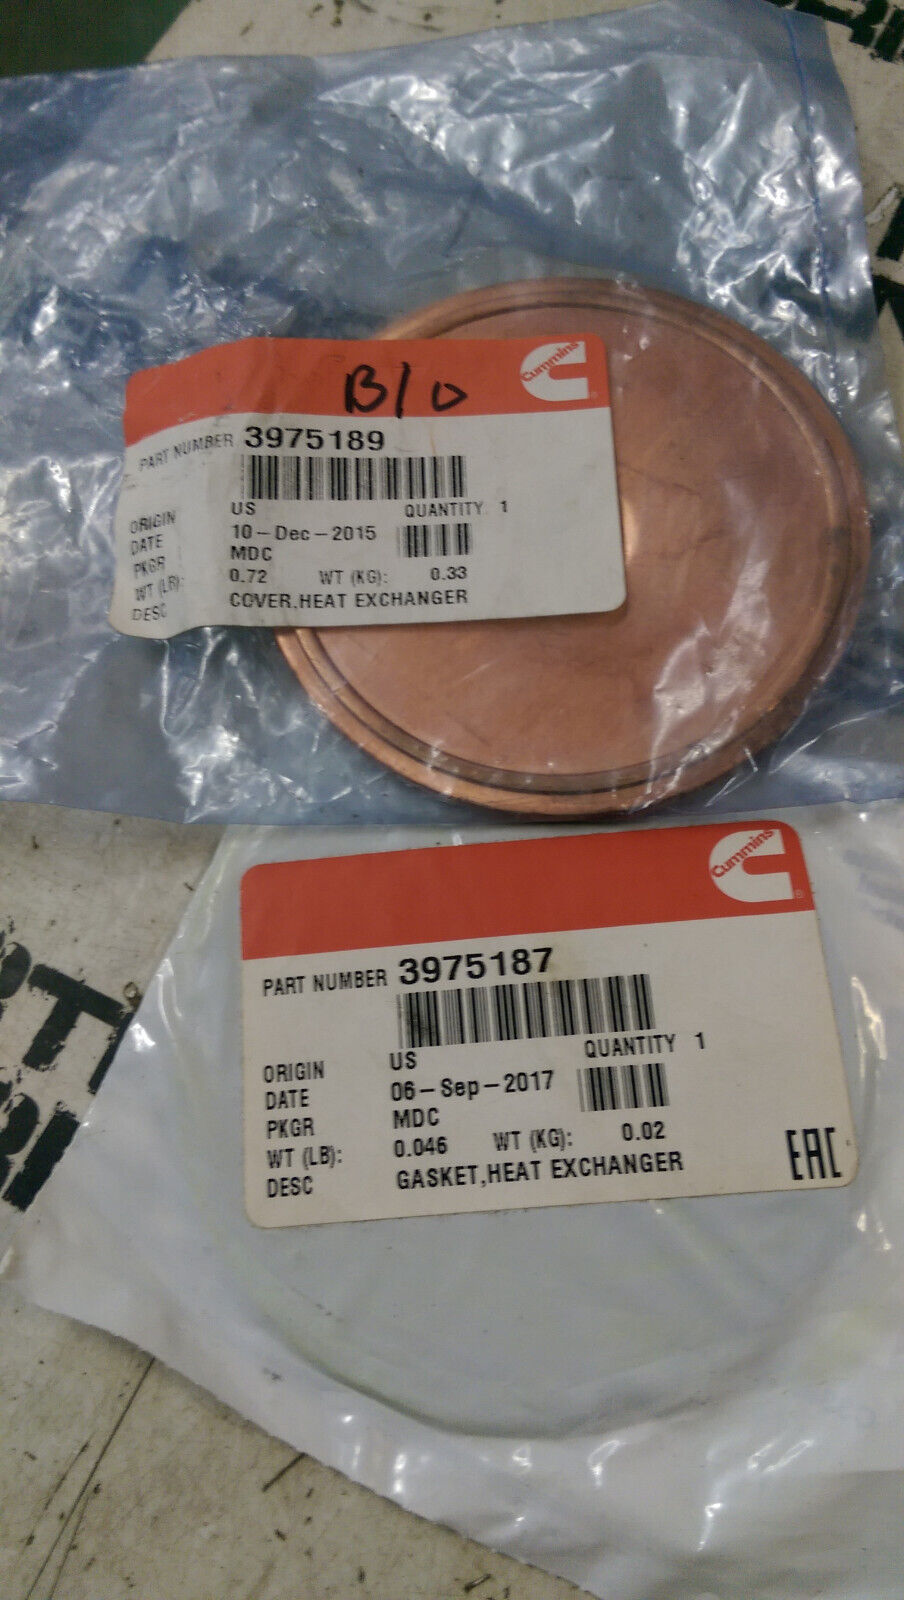 B/O
Cummins
PART NUMBER 3975189
ORIGIN US QUANTITY 1
DATE 10-Dec-2015
PKGR MDC
WT (LB): 0.72 WT (KG): 0.33
DESC COVER,HEAT EXCHANGER
Cummins
PART NUMBER 3975187
ORIGIN US QUANTITY 1
DATE 06-Sep-2017
PKGR MDC
WT (LB): 0.046 WT (KG): 0.02
DESC GASKET,HEAT EXCHANGER
EAC